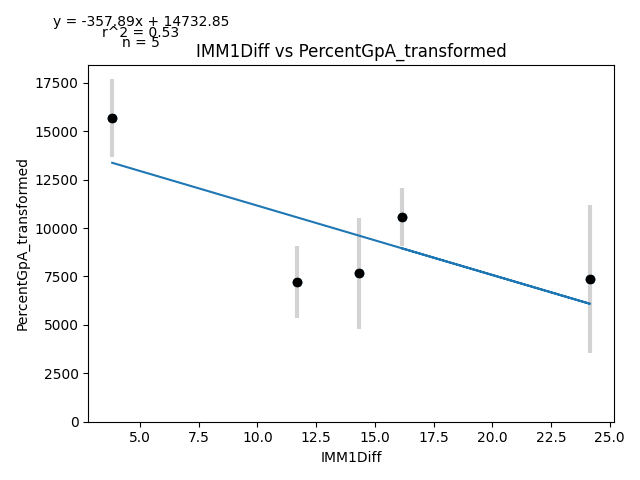 y = -357.89x + 14732.85
r^2 = 0.53
n = 5
IMM1Diff vs PercentGpA_transformed
17500
15000
12500
10000
7500
5000
2500
0
PercentGpA_transformed
5.0 7.5 10.0 12.5 15.0 17.5 20.0 22.5 25.0
IMM1Diff